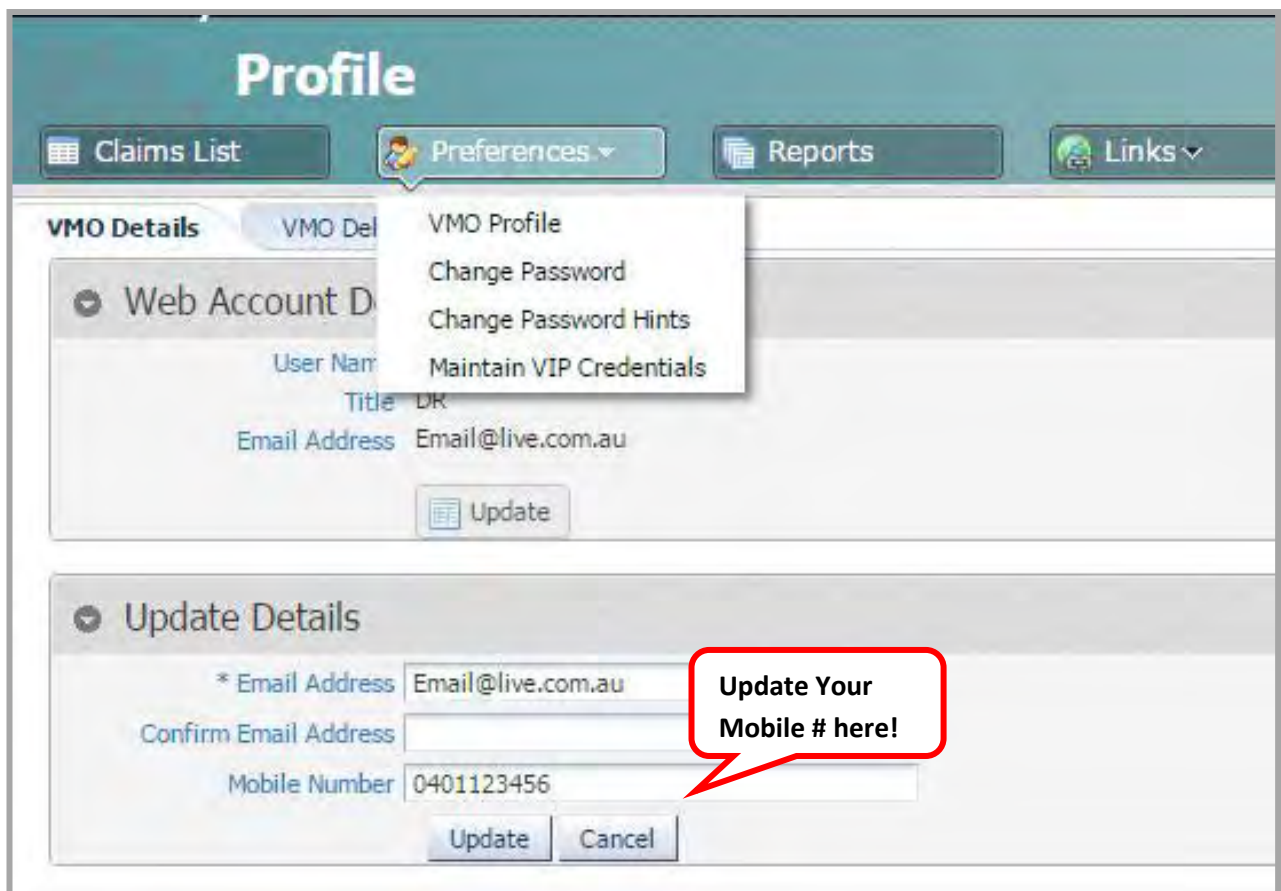 Profile
Claims List Preferences Reports Links
VMO Details VMO Del
VMO Profile
Change Password
Change Password Hints
Maintain VIP Credentials
Web Account D
User Nam
Title DR
Email Address Email@live.com.au
Update
Update Details
* Email Address Email@live.com.au
Confirm Email Address
Mobile Number 0401123456
Update Your
Mobile # here!
Update Cancel